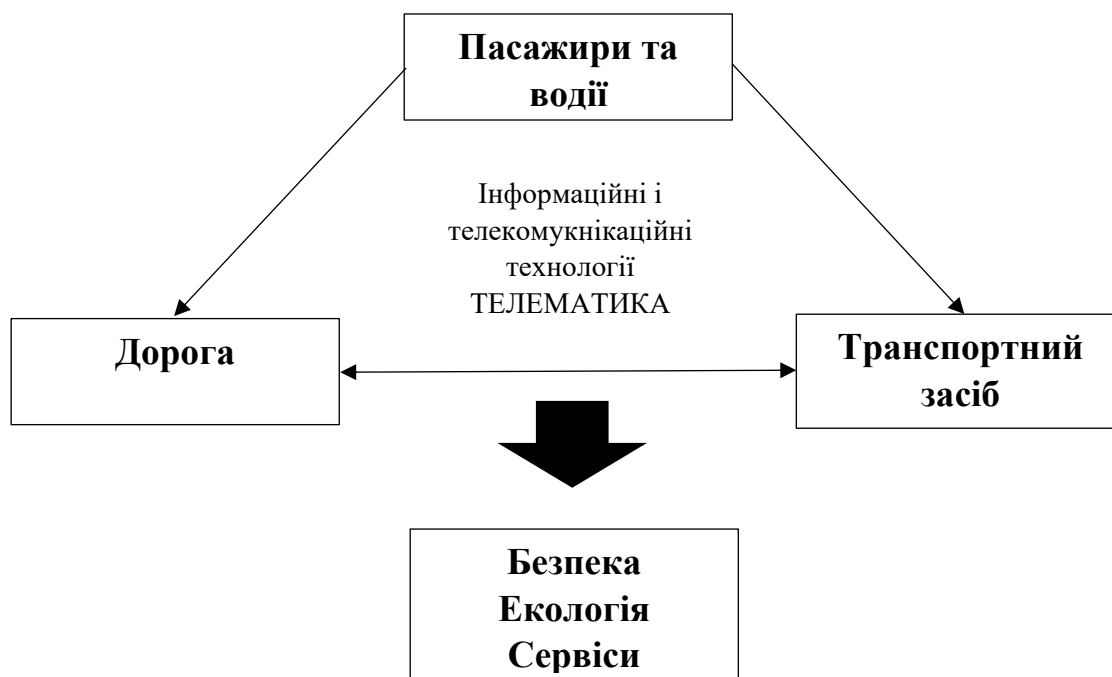 Пасажири та
водії
Інформаційні і
телекомукнікаційні
технології
ТЕЛЕМАТИКА
Дорога
Транспортний
засіб
Безпека
Екологія
Сервіси